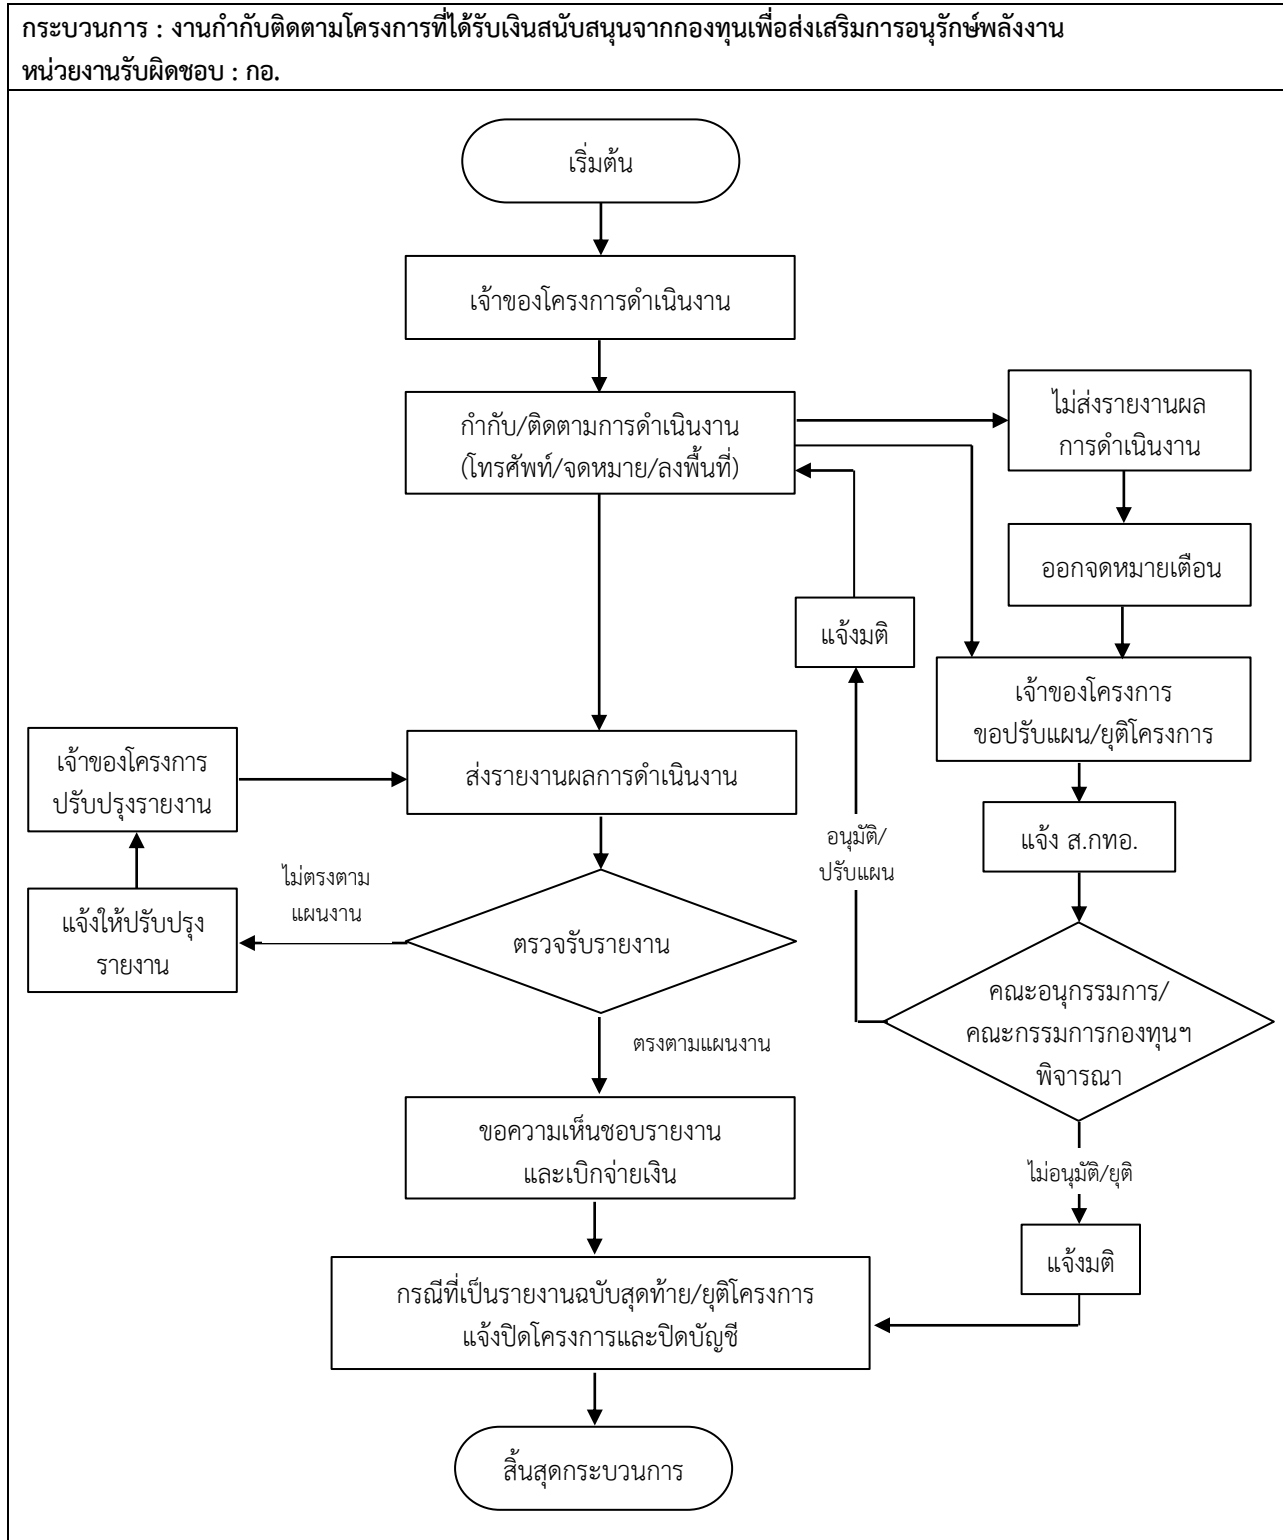 กระบวนการ : งานกำกับติดตามโครงการที่ได้รับเงินสนับสนุนจากกองทุนเพื่อส่งเสริมการอนุรักษ์พลังงาน
หน่วยงานรับผิดชอบ : กอ.
เริ่มต้น
เจ้าของโครงการดำเนินงาน
กำกับ/ติดตามการดำเนินงาน
(โทรศัพท์/จดหมาย/ลงพื้นที่)
ไม่ส่งรายงานผล
การดำเนินงาน
ออกจดหมายเตือน
แจ้งมติ
เจ้าของโครงการ
ขอปรับแผน/ยุติโครงการ
เจ้าของโครงการ
ปรับปรุงรายงาน
ส่งรายงานผลการดำเนินงาน
แจ้ง ส.กทอ.
อนุมัติ/
ปรับแผน
ไม่ตรงตาม
แผนงาน
แจ้งให้ปรับปรุง
รายงาน
ตรวจรับรายงาน
คณะอนุกรรมการ/
คณะกรรมการกองทุนฯ
พิจารณา
ตรงตามแผนงาน
ขอความเห็นชอบรายงาน
และเบิกจ่ายเงิน
ไม่อนุมัติ/ยุติ
แจ้งมติ
กรณีที่เป็นรายงานฉบับสุดท้าย/ยุติโครงการ
แจ้งปิดโครงการและปิดบัญชี
สิ้นสุดกระบวนการ